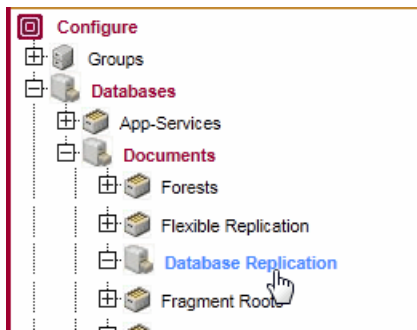 Configure
Groups
Databases
App-Services
Documents
Forests
Flexible Replication
Database Replication
Fragment Roots